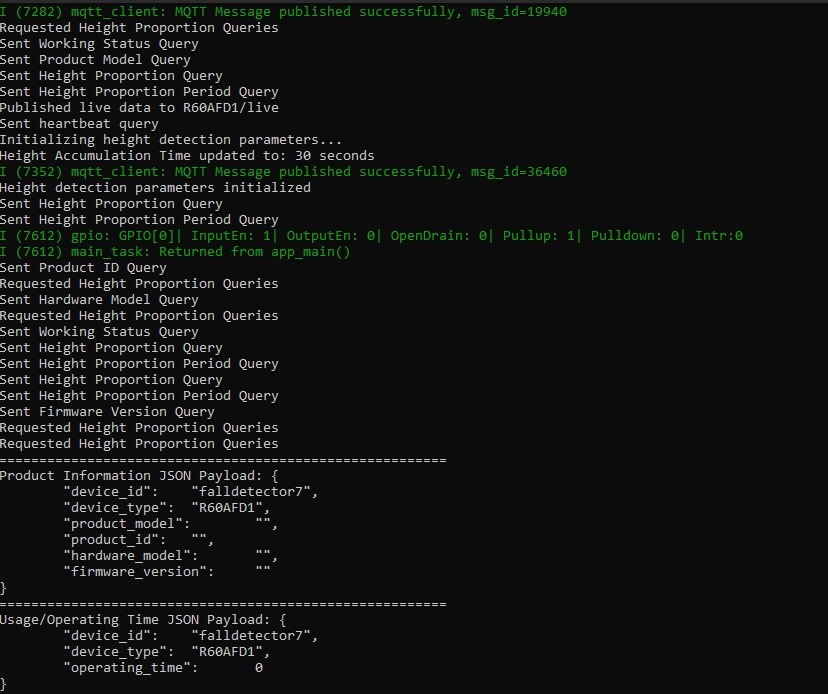 I (7282) mqtt_client: MQTT Message published successfully, msg_id=19940
Requested Height Proportion Queries
Sent Working Status Query
Sent Product Model Query
Sent Height Proportion Query
Sent Height Proportion Period Query
Published live data to R60AFD1/live
Sent heartbeat query
Initializing height detection parameters...
Height Accumulation Time updated to: 30 seconds
I (7352) mqtt_client: MQTT Message published successfully, msg_id=36460
Height detection parameters initialized
Sent Height Proportion Query
Sent Height Proportion Period Query
I (7612) gpio: GPIO[0]| InputEn: 1| OutputEn: 0| OpenDrain: 0| Pullup: 1| Pulldown: 0| Intr:0
I (7612) main_task: Returned from app_main()
Sent Product ID Query
Requested Height Proportion Queries
Sent Hardware Model Query
Requested Height Proportion Queries
Sent Working Status Query
Sent Height Proportion Query
Sent Height Proportion Period Query
Sent Height Proportion Query
Sent Height Proportion Period Query
Sent Firmware Version Query
Requested Height Proportion Queries
Requested Height Proportion Queries
========================================================
Product Information JSON Payload: {
        "device_id":    "falldetector7",
        "device_type":  "R60AFD1",
        "product_model":        "",
        "product_id":   "",
        "hardware_model":       "",
        "firmware_version":     ""
}
========================================================
Usage/Operating Time JSON Payload: {
        "device_id":    "falldetector7",
        "device_type":  "R60AFD1",
        "operating_time":       0
}